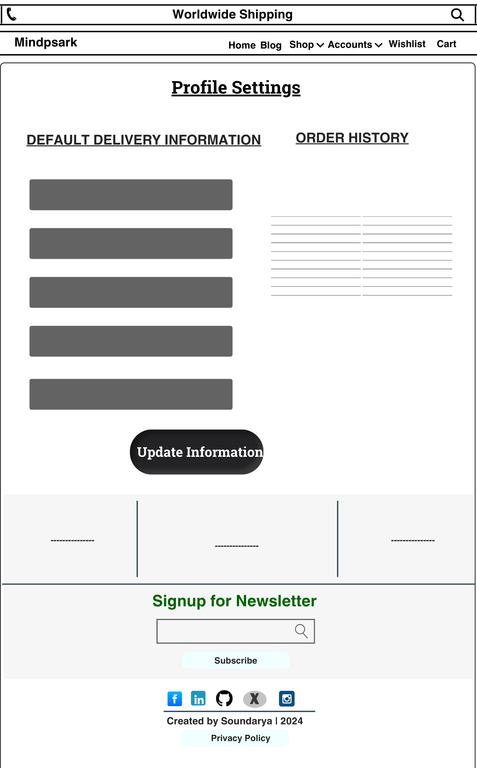 Worldwide Shipping
Mindpsark
Home Blog Shop Accounts Wishlist Cart
Profile Settings
DEFAULT DELIVERY INFORMATION
ORDER HISTORY
Update Information
---------------
---------------
---------------
Signup for Newsletter
Subscribe
f in X
Created by Soundarya | 2024
Privacy Policy